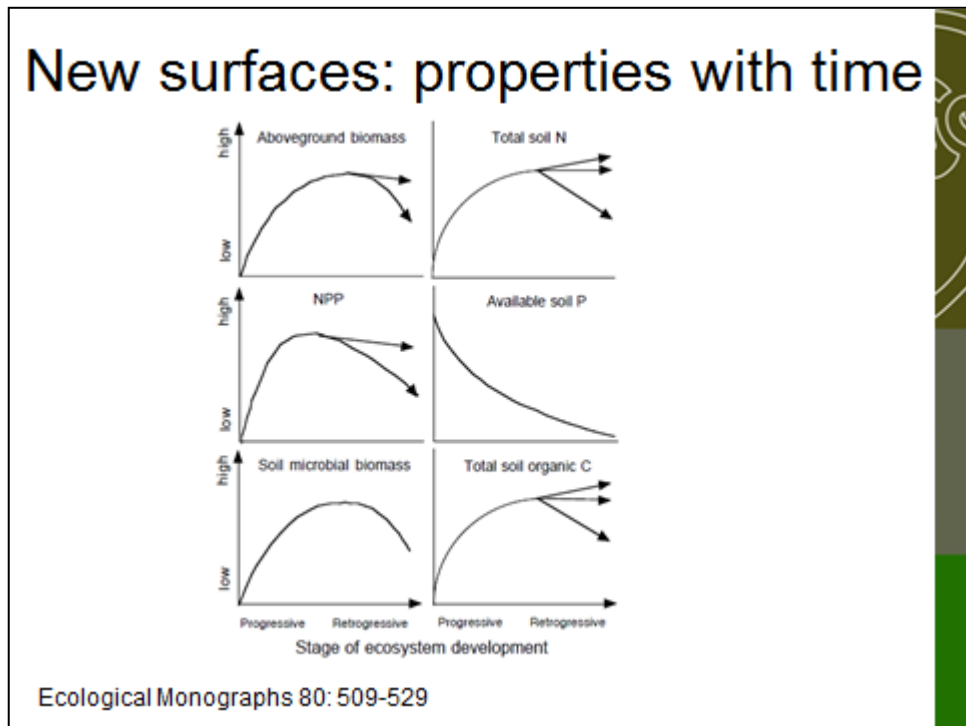 New surfaces: properties with time
high
low
Aboveground biomass
Total soil N
high
low
NPP
Available soil P
high
low
Soil microbial biomass
Total soil organic C
Progressive Retrogressive Progressive Retrogressive
Stage of ecosystem development
Ecological Monographs 80: 509-529